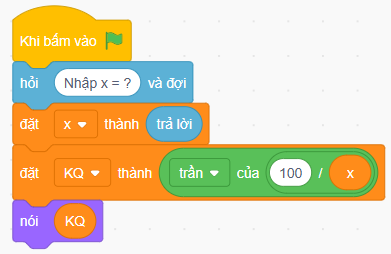 Khi bấm vào
hỏi Nhập x = ? và đợi
đặt x thành trả lời
đặt KQ thành trần của 100 / x
nói KQ